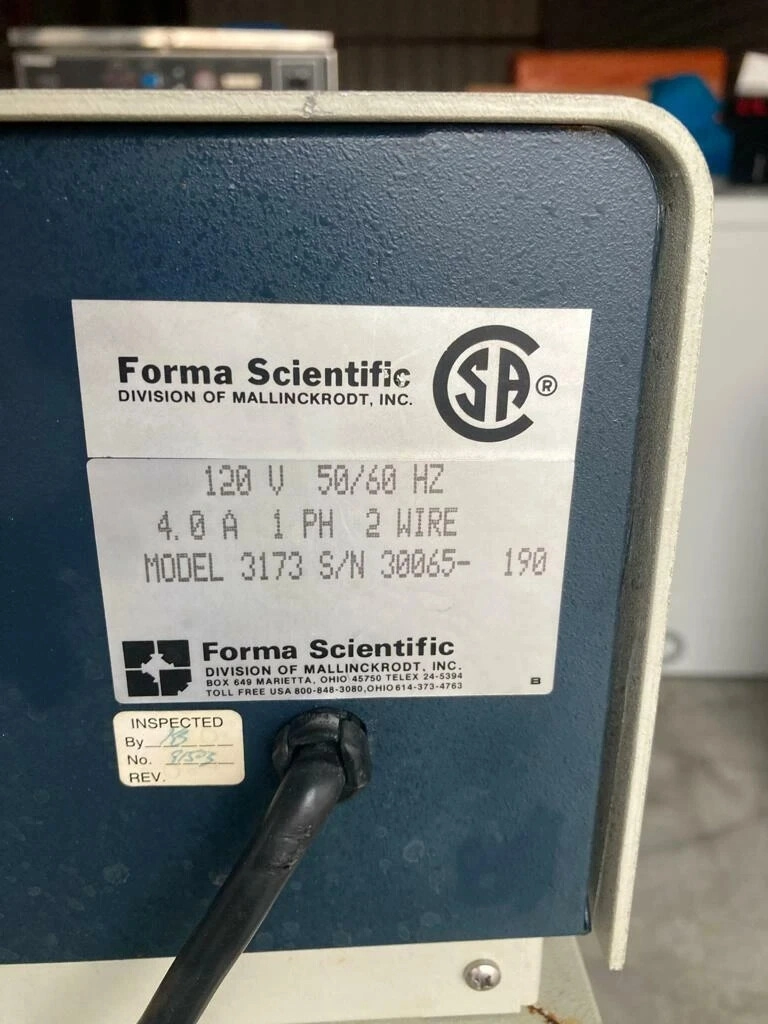 Forma Scientific
DIVISION OF MALLINCKRODT, INC.
CSA ®
120 V 50/60 HZ
4.0 A 1 PH 2 WIRE
MODEL 3173 S/N 30065- 190
Forma Scientific
DIVISION OF MALLINCKRODT, INC.
BOX 649 MARIETTA, OHIO 45750 TELEX 24-5394
TOLL FREE USA 800-848-3080, OHIO 614-373-4763
B
INSPECTED
By
No.
REV.